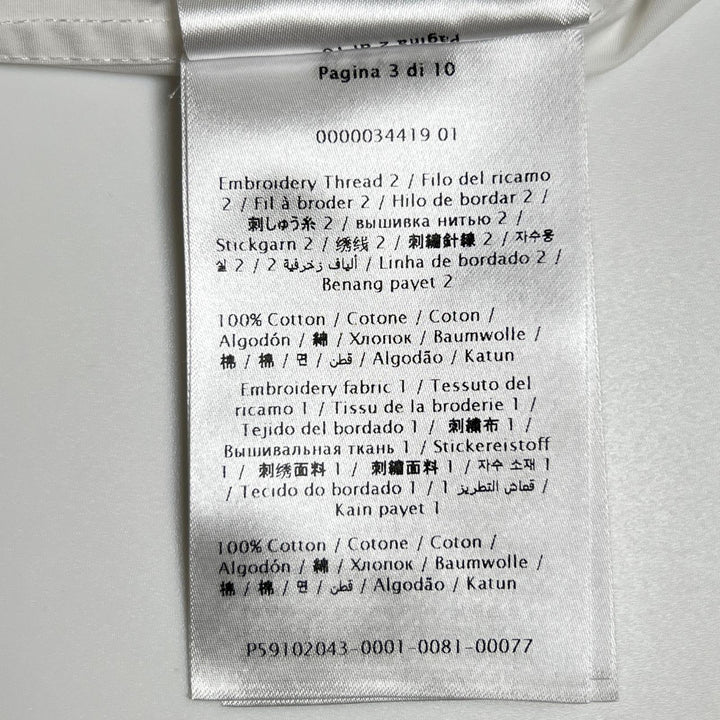 Pagina 2 di 10
Pagina 3 di 10
0000034419 01
Embroidery Thread 2 / Filo del ricamo
2 / Fil à broder 2 / Hilo de bordar 2 /
刺しゅう糸 2 / вышивка нитью 2 /
Stickgarn 2 / 绣线 2 / 刺繡針線 2 / 자수용
실 2 / ألياف زخرفية 2 / Linha de bordado 2 /
Benang payet 2
100% Cotton / Cotone / Coton /
Algodón / 綿 / Хлопок / Baumwolle /
棉 / 棉 / 면 / قطن / Algodão / Katun
Embroidery fabric 1 / Tessuto del
ricamo 1 / Tissu de la broderie 1 /
Tejido del bordado 1 / 刺繍布 1 /
Вышивальная ткань 1 / Stickereistoff
1 / 刺绣面料 1 / 刺繡面料 1 / 자수 소재 1
/ Tecido do bordado 1 / قماش التطريز 1 /
Kain payet 1
100% Cotton / Cotone / Coton /
Algodón / 綿 / Хлопок / Baumwolle /
棉 / 棉 / 면 / قطن / Algodão / Katun
P59102043-0001-0081-00077